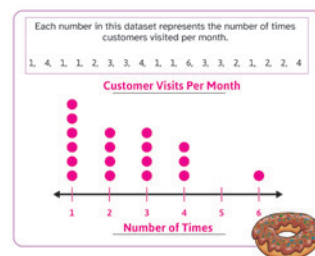 Each number in this dataset represents the number of times
customers visited per month.
1, 4, 1, 1, 2, 3, 3, 4, 1, 1, 6, 3, 3, 2, 1, 2, 2, 4
Customer Visits Per Month
1 2 3 4 5 6
Number of Times